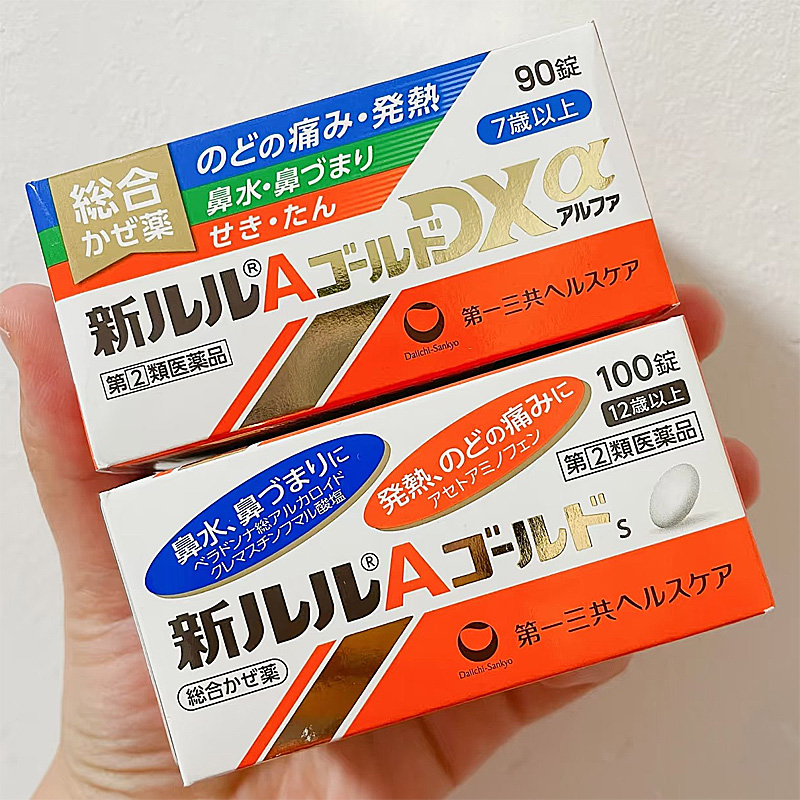 90錠
7歳以上
総合
かぜ薬
のどの痛み・発熱
鼻水・鼻づまり
せき・たん
新ルル®AゴールドDXα
アルファ
指定第②類医薬品
Daiichi-Sankyo
第一三共ヘルスケア
100錠
12歳以上
指定第②類医薬品
鼻水、鼻づまりに
ベラドンナ総アルカロイド
クレマスチンフマル酸塩
発熱、のどの痛みに
アセトアミノフェン
新ルル®Aゴールドs
総合かぜ薬
Daiichi-Sankyo
第一三共ヘルスケア